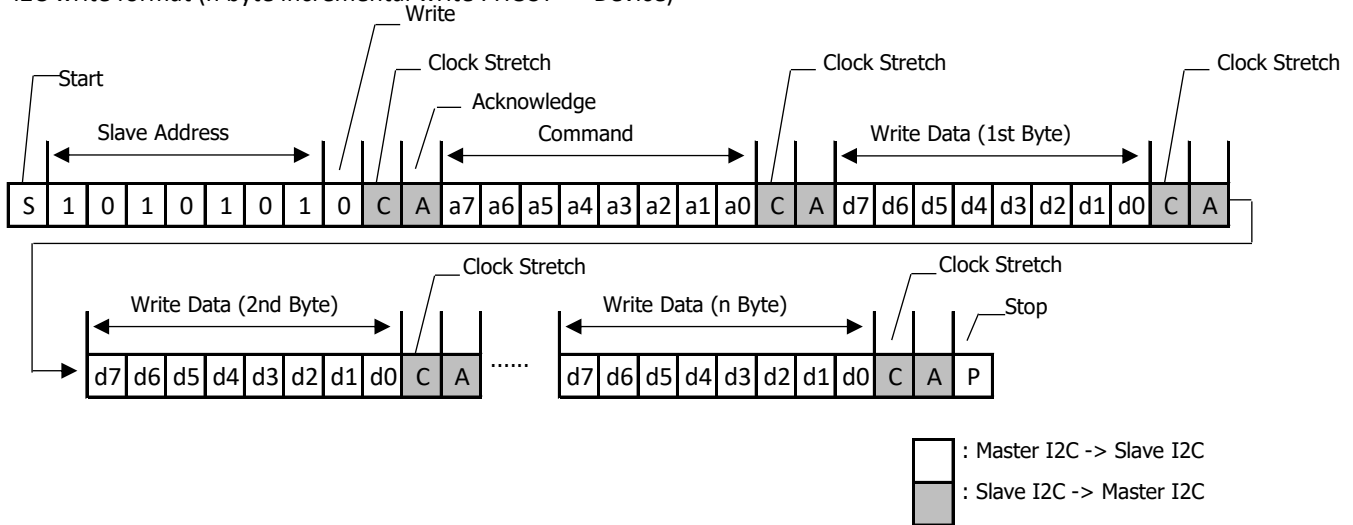 Write
Start
Clock Stretch
Clock Stretch
Clock Stretch
Acknowledge
Slave Address
Command
Write Data (1st Byte)
S 1 0 1 0 1 0 1 0 C A a7 a6 a5 a4 a3 a2 a1 a0 C A d7 d6 d5 d4 d3 d2 d1 d0 C A
Clock Stretch
Clock Stretch
Write Data (2nd Byte)
Write Data (n Byte)
Stop
d7 d6 d5 d4 d3 d2 d1 d0 C A ...... d7 d6 d5 d4 d3 d2 d1 d0 C A P
: Master I2C -> Slave I2C
: Slave I2C -> Master I2C